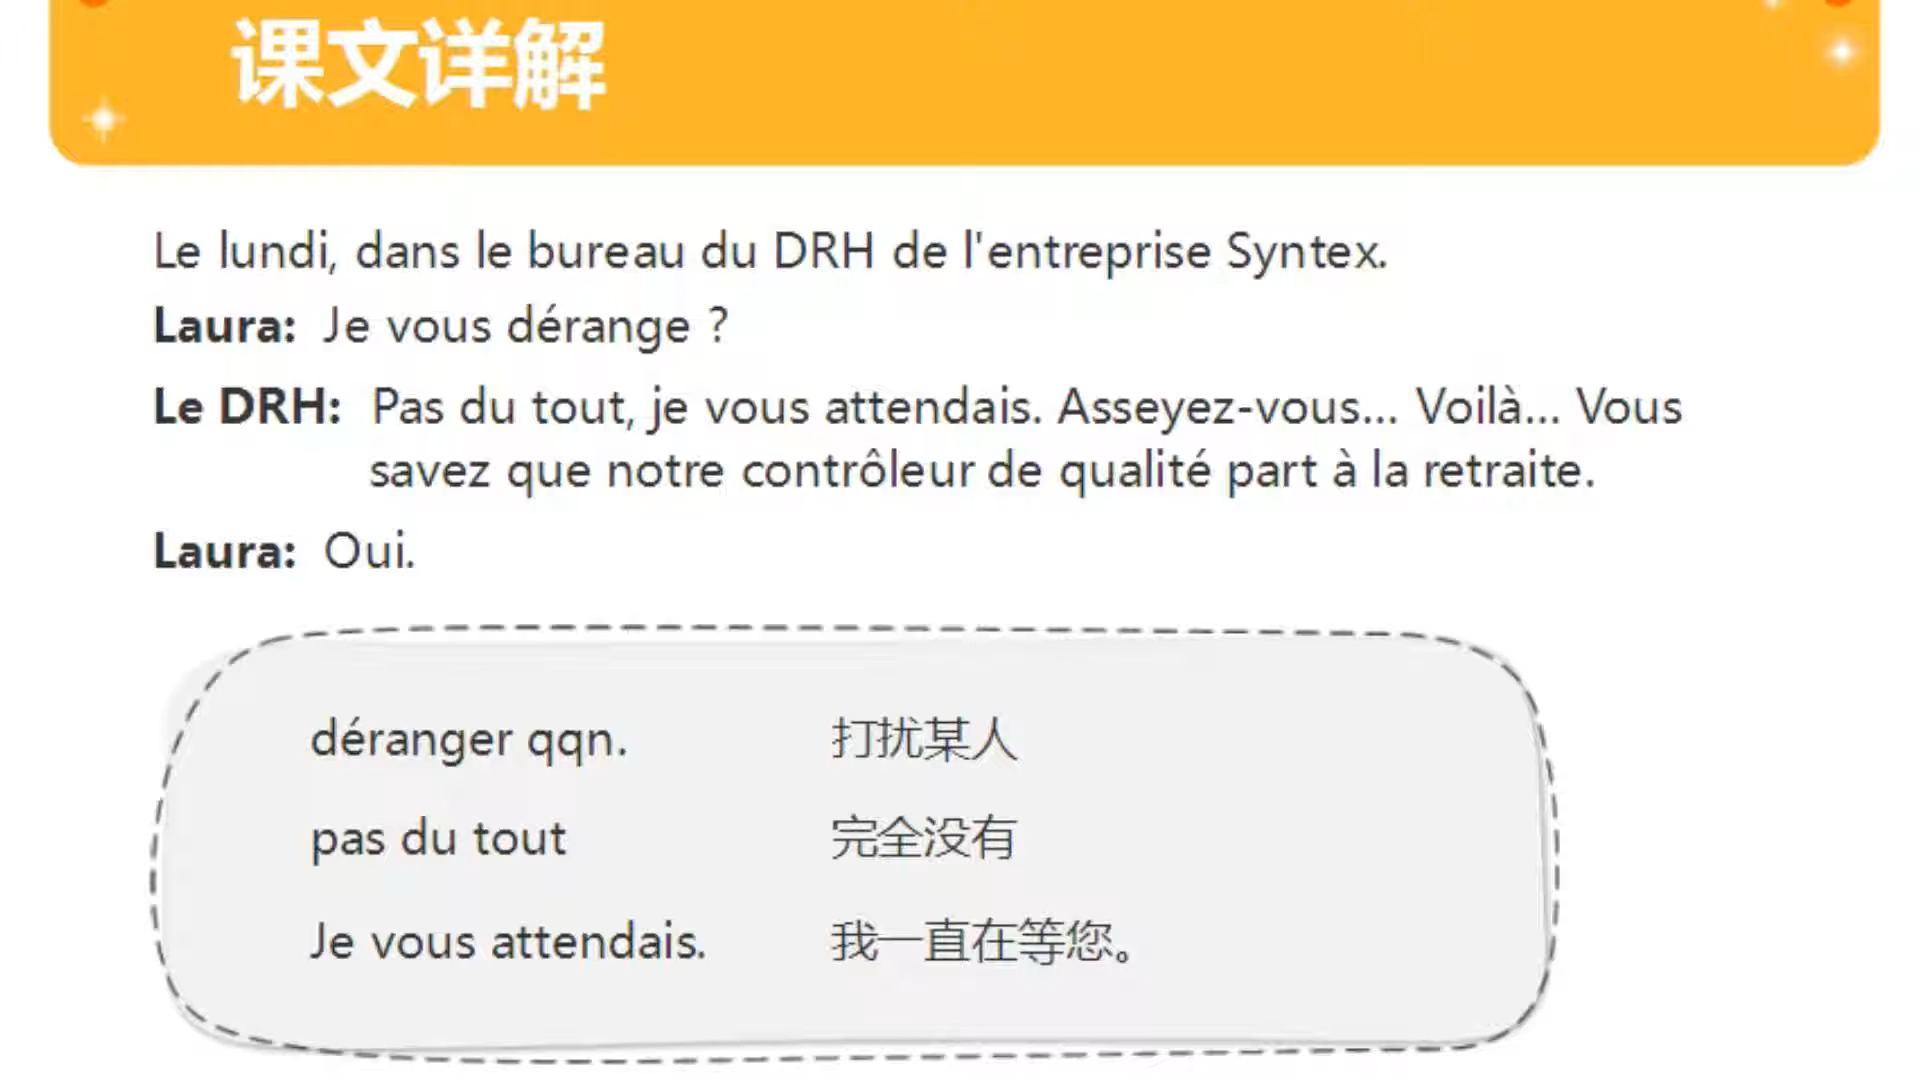 课文详解
Le lundi, dans le bureau du DRH de l'entreprise Syntex.
Laura: Je vous dérange ?
Le DRH: Pas du tout, je vous attendais. Asseyez-vous... Voilà... Vous
savez que notre contrôleur de qualité part à la retraite.
Laura: Oui.
déranger qqn. 打扰某人
pas du tout 完全没有
Je vous attendais. 我一直在等您。